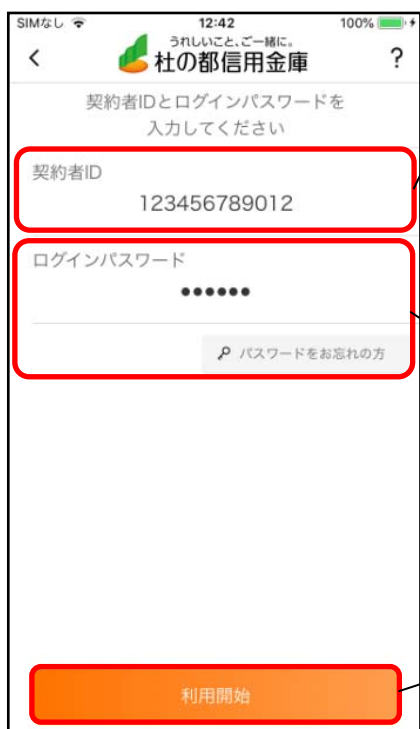 SIMなし 12:42 100%
うれしいこと、ご一緒に。
杜の都信用金庫
?
契約者IDとログインパスワードを
入力してください
契約者ID
123456789012
ログインパスワード
●●●●●●
パスワードをお忘れの方
利用開始